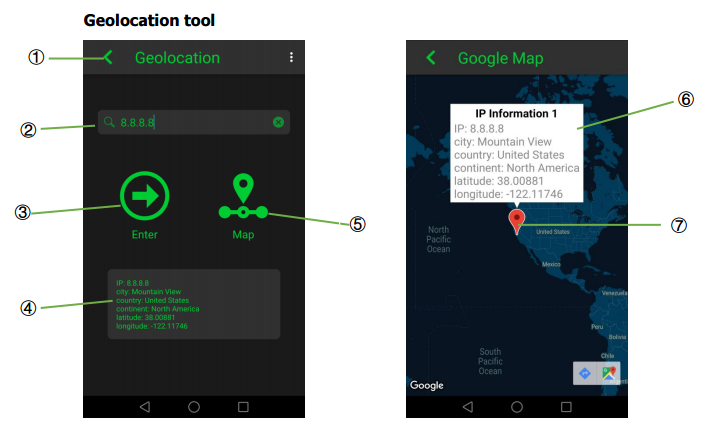 Geolocation tool
①
Geolocation
②
8.8.8.8
③
Enter
Map
⑤
④
IP: 8.8.8.8
city: Mountain View
country: United States
continent: North America
latitude: 38.00881
longitude: -122.11746
Google Map
⑥
IP Information 1
IP: 8.8.8.8
city: Mountain View
country: United States
continent: North America
latitude: 38.00881
longitude: -122.11746
⑦
North
Pacific
Ocean
United States
Mexico
Venezuela
Peru
Bolivia
Chile
South
Pacific
Ocean
Google